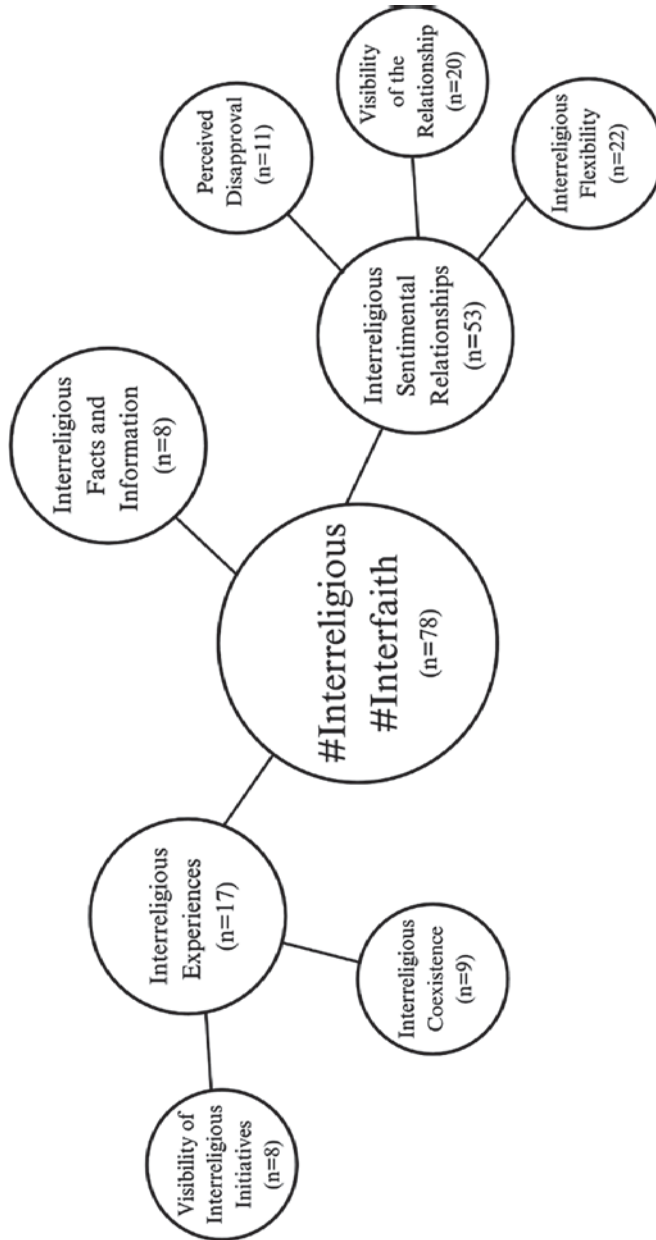 #Interreligious
#Interfaith
(n=78)
Interreligious
Experiences
(n=17)
Visibility of
Interreligious
Initiatives
(n=8)
Interreligious
Coexistence
(n=9)
Interreligious
Facts and
Information
(n=8)
Interreligious
Sentimental
Relationships
(n=53)
Perceived
Disapproval
(n=11)
Visibility
of the
Relationship
(n=20)
Interreligious
Flexibility
(n=22)